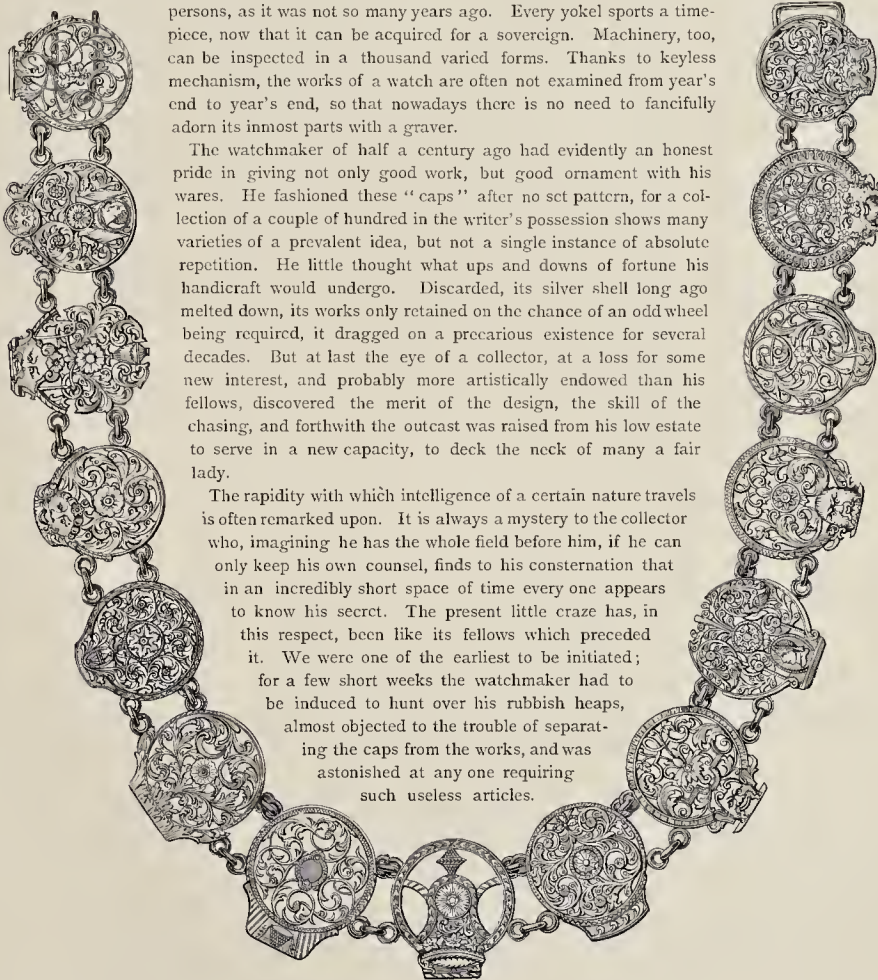 persons, as it was not so many years ago. Every yokel sports a time-
piece, now that it can be acquired for a sovereign. Machinery, too,
can be inspected in a thousand varied forms. Thanks to keyless
mechanism, the works of a watch are often not examined from year's
end to year's end, so that nowadays there is no need to fancifully
adorn its inmost parts with a graver.
The watchmaker of half a century ago had evidently an honest
pride in giving not only good work, but good ornament with his
wares. He fashioned these "caps" after no set pattern, for a col-
lection of a couple of hundred in the writer's possession shows many
varieties of a prevalent idea, but not a single instance of absolute
repetition. He little thought what ups and downs of fortune his
handicraft would undergo. Discarded, its silver shell long ago
melted down, its works only retained on the chance of an odd wheel
being required, it dragged on a precarious existence for several
decades. But at last the eye of a collector, at a loss for some
new interest, and probably more artistically endowed than his
fellows, discovered the merit of the design, the skill of the
chasing, and forthwith the outcast was raised from his low estate
to serve in a new capacity, to deck the neck of many a fair
lady.
The rapidity with which intelligence of a certain nature travels
is often remarked upon. It is always a mystery to the collector
who, imagining he has the whole field before him, if he can
only keep his own counsel, finds to his consternation that
in an incredibly short space of time every one appears
to know his secret. The present little craze has, in
this respect, been like its fellows which preceded
it. We were one of the earliest to be initiated;
for a few short weeks the watchmaker had to
be induced to hunt over his rubbish heaps,
almost objected to the trouble of separat-
ing the caps from the works, and was
astonished at any one requiring
such useless articles.